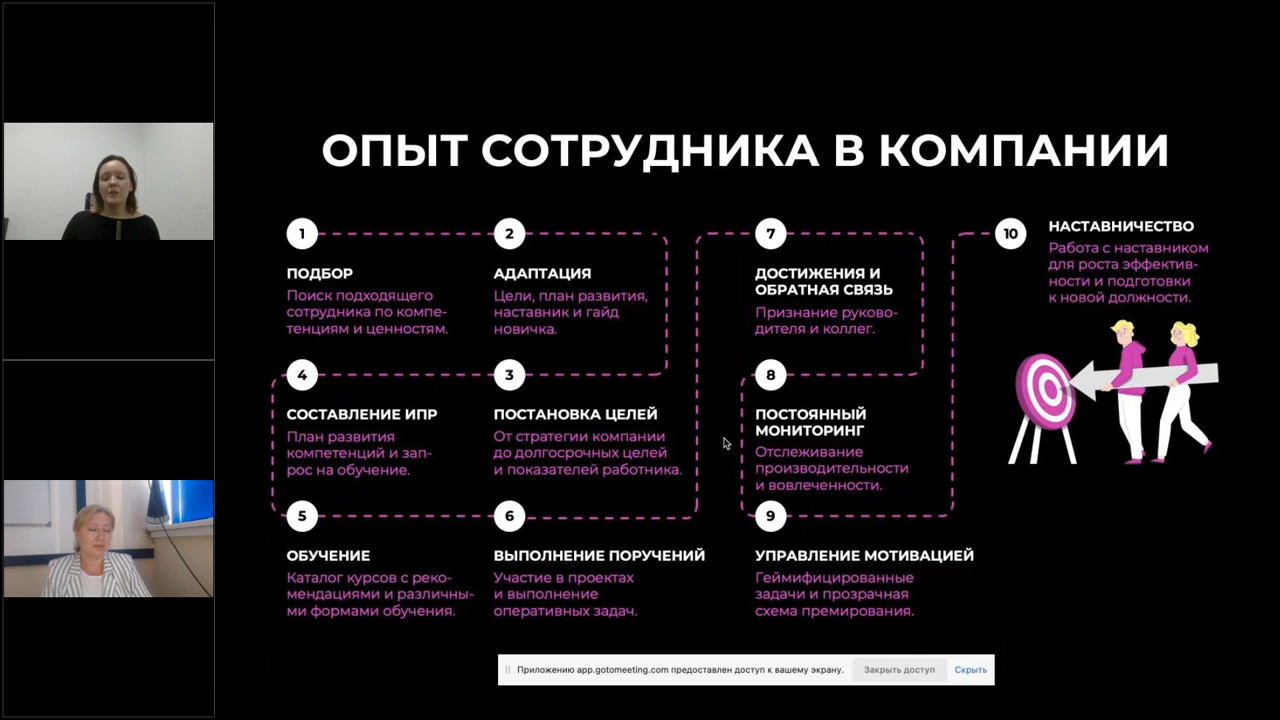 ОПЫТ СОТРУДНИКА В КОМПАНИИ
1
ПОДБОР
Поиск подходящего
сотрудника по компе-
тенциям и ценностям.
2
АДАПТАЦИЯ
Цели, план развития,
наставник и гайд
новичка.
3
ПОСТАНОВКА ЦЕЛЕЙ
От стратегии компании
до долгосрочных целей
и показателей работника.
4
СОСТАВЛЕНИЕ ИПР
План развития
компетенций и зап-
рос на обучение.
5
ОБУЧЕНИЕ
Каталог курсов с реко-
мендациями и различны-
ми формами обучения.
6
ВЫПОЛНЕНИЕ ПОРУЧЕНИЙ
Участие в проектах
и выполнение
оперативных задач.
7
ДОСТИЖЕНИЯ И
ОБРАТНАЯ СВЯЗЬ
Признание руково-
дителя и коллег.
8
ПОСТОЯННЫЙ
МОНИТОРИНГ
Отслеживание
производительности
и вовлеченности.
9
УПРАВЛЕНИЕ МОТИВАЦИЕЙ
Геймифицированные
задачи и прозрачная
схема премирования.
10
НАСТАВНИЧЕСТВО
Работа с наставником
для роста эффектив-
ности и подготовки
к новой должности.
Приложению app.gotomeeting.com предоставлен доступ к вашему экрану. Закрыть доступ Скрыть